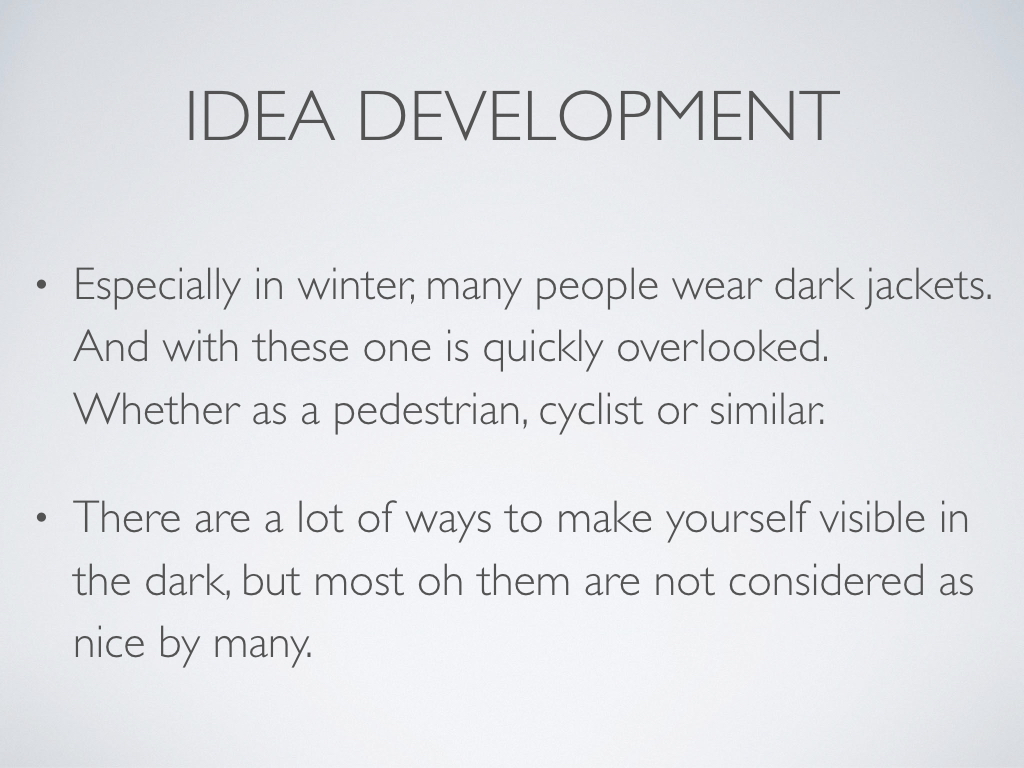 IDEA DEVELOPMENT
• Especially in winter, many people wear dark jackets.
And with these one is quickly overlooked.
Whether as a pedestrian, cyclist or similar.
• There are a lot of ways to make yourself visible in
the dark, but most oh them are not considered as
nice by many.